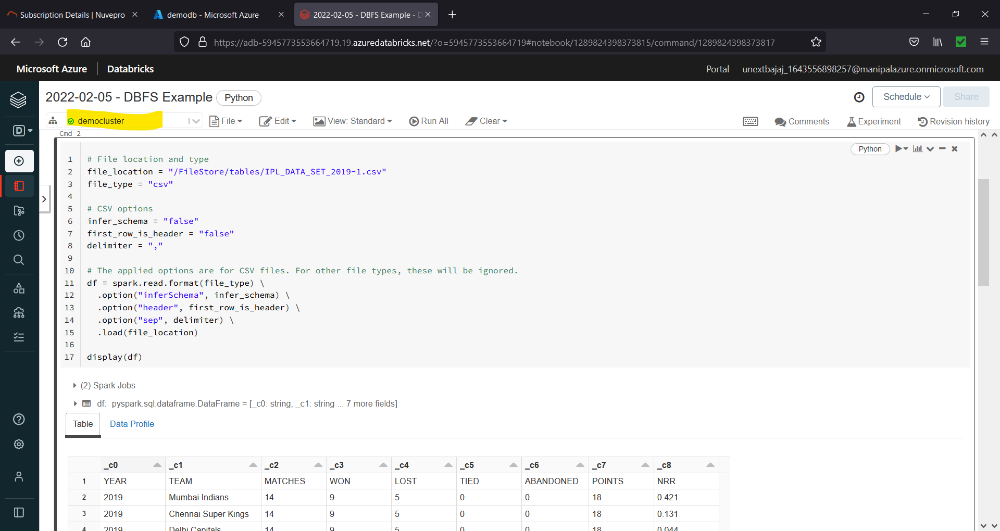 Subscription Details | Nuvepro
demodb - Microsoft Azure
2022-02-05 - DBFS Example - D
https://adb-5945773553664719.19.azuredatabricks.net/?o=5945773553664719#notebook/1289824398373815/command/1289824398373817
Microsoft Azure | Databricks
Portal unextbajaj_1643556898257@manipalazure.onmicrosoft.com
2022-02-05 - DBFS Example Python
Schedule Share
D
democluster File Edit View: Standard Run All Clear
Comments Experiment Revision history
Cmd 2
Python
1 # File location and type
2 file_location = "/FileStore/tables/IPL_DATA_SET_2019-1.csv"
3 file_type = "csv"
4
5 # CSV options
6 infer_schema = "false"
7 first_row_is_header = "false"
8 delimiter = ","
9
10 # The applied options are for CSV files. For other file types, these will be ignored.
11 df = spark.read.format(file_type) \
12 .option("inferSchema", infer_schema) \
13 .option("header", first_row_is_header) \
14 .option("sep", delimiter) \
15 .load(file_location)
16
17 display(df)
(2) Spark Jobs
df: pyspark.sql.dataframe.DataFrame = [_c0: string, _c1: string ... 7 more fields]
Table Data Profile
_c0 _c1 _c2 _c3 _c4 _c5 _c6 _c7 _c8
1 YEAR TEAM MATCHES WON LOST TIED ABANDONED POINTS NRR
2 2019 Mumbai Indians 14 9 5 0 0 18 0.421
3 2019 Chennai Super Kings 14 9 5 0 0 18 0.131
4 2019 Delhi Capitals 14 9 5 0 0 18 0.044